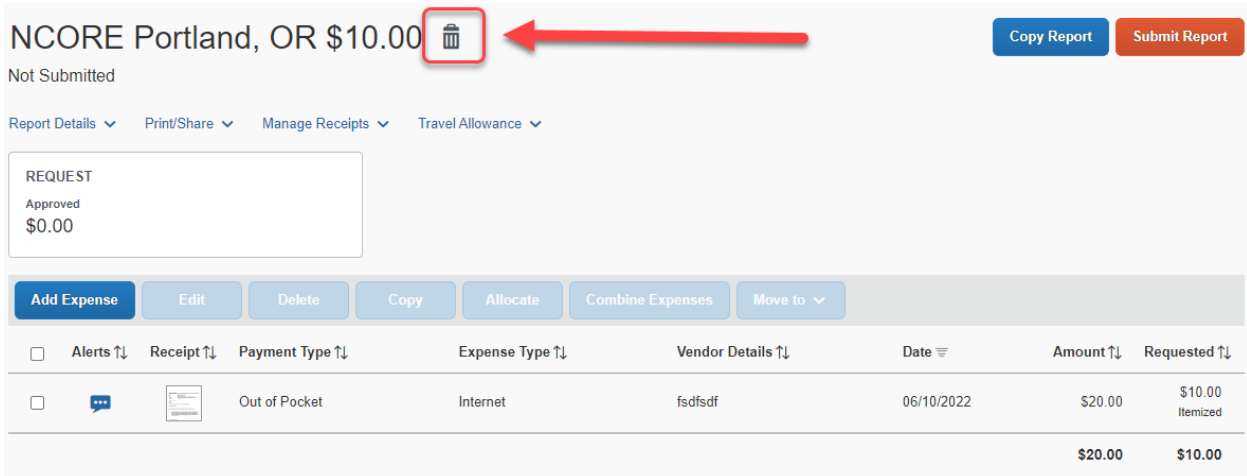 NCORE Portland, OR $10.00
Copy Report
Submit Report
Not Submitted
Report Details
Print/Share
Manage Receipts
Travel Allowance
REQUEST
Approved
$0.00
Add Expense
Edit
Delete
Copy
Allocate
Combine Expenses
Move to
Alerts
Receipt
Payment Type
Expense Type
Vendor Details
Date
Amount
Requested
Out of Pocket
Internet
fsdfsdf
06/10/2022
$20.00
$10.00
Itemized
$20.00
$10.00